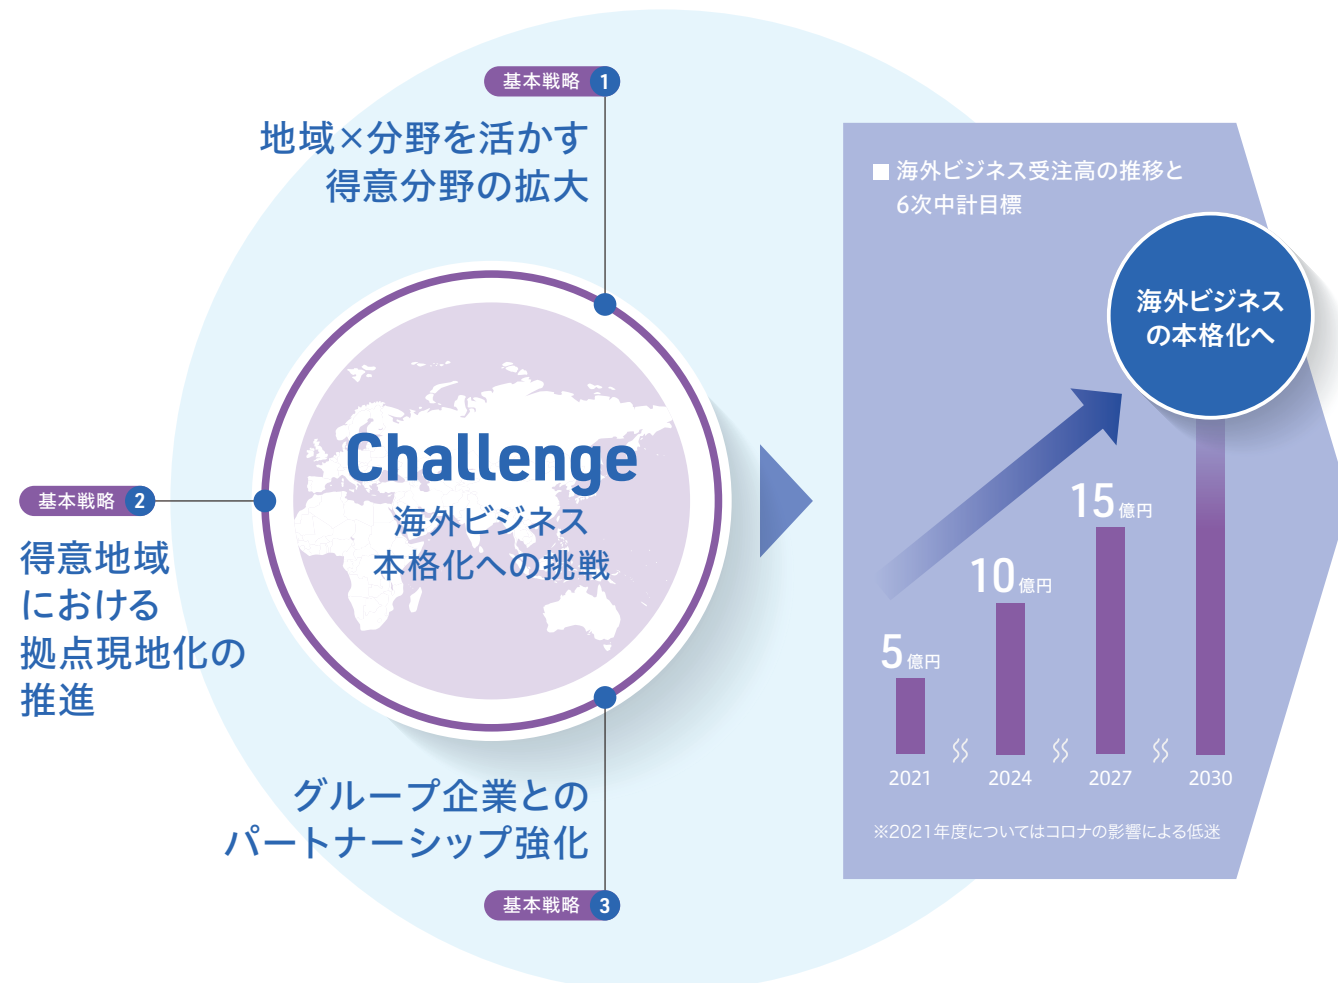 基本戦略 1
地域×分野を活かす
得意分野の拡大
Challenge
海外ビジネス
本格化への挑戦
基本戦略 2
得意地域
における
拠点現地化の
推進
グループ企業との
パートナーシップ強化
基本戦略 3
■ 海外ビジネス受注高の推移と
6次中計目標
海外ビジネス
の本格化へ
15億円
10億円
5億円
2021 2024 2027 2030
※2021年度についてはコロナの影響による低迷